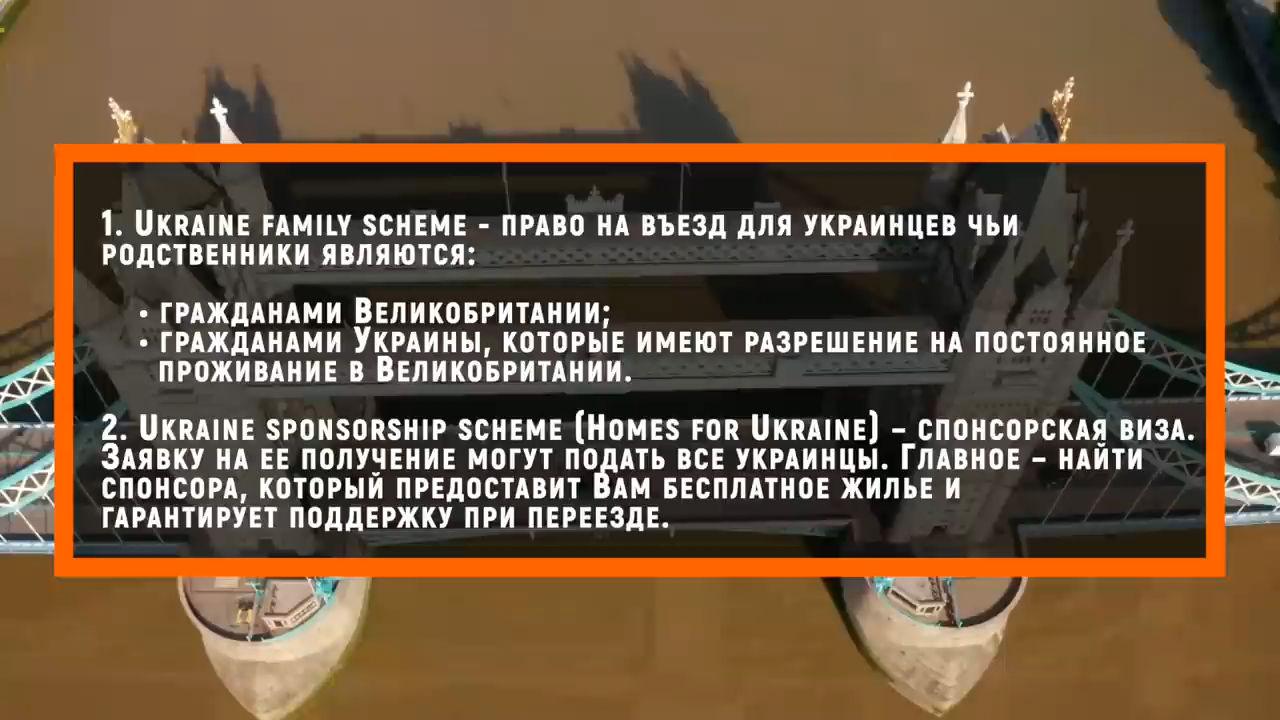 1. Ukraine family scheme - право на въезд для украинцев чьи
родственники являются:
• гражданами Великобритании;
• гражданами Украины, которые имеют разрешение на постоянное
проживание в Великобритании.
2. Ukraine sponsorship scheme (Homes for Ukraine) – спонсорская виза.
Заявку на ее получение могут подать все украинцы. Главное – найти
спонсора, который предоставит Вам бесплатное жилье и
гарантирует поддержку при переезде.